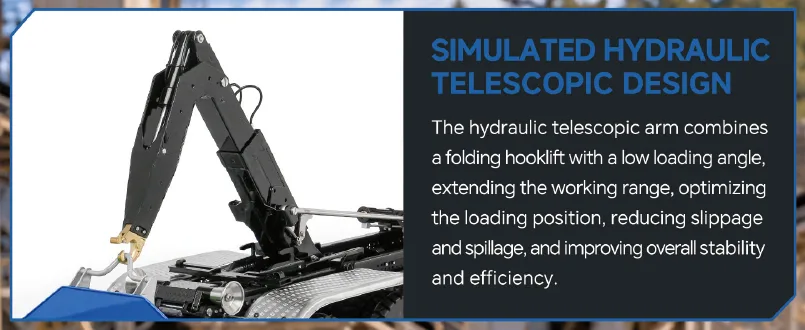 SIMULATED HYDRAULIC
TELESCOPIC DESIGN
The hydraulic telescopic arm combines
a folding hooklift with a low loading angle,
extending the working range, optimizing
the loading position, reducing slippage
and spillage, and improving overall stability
and efficiency.